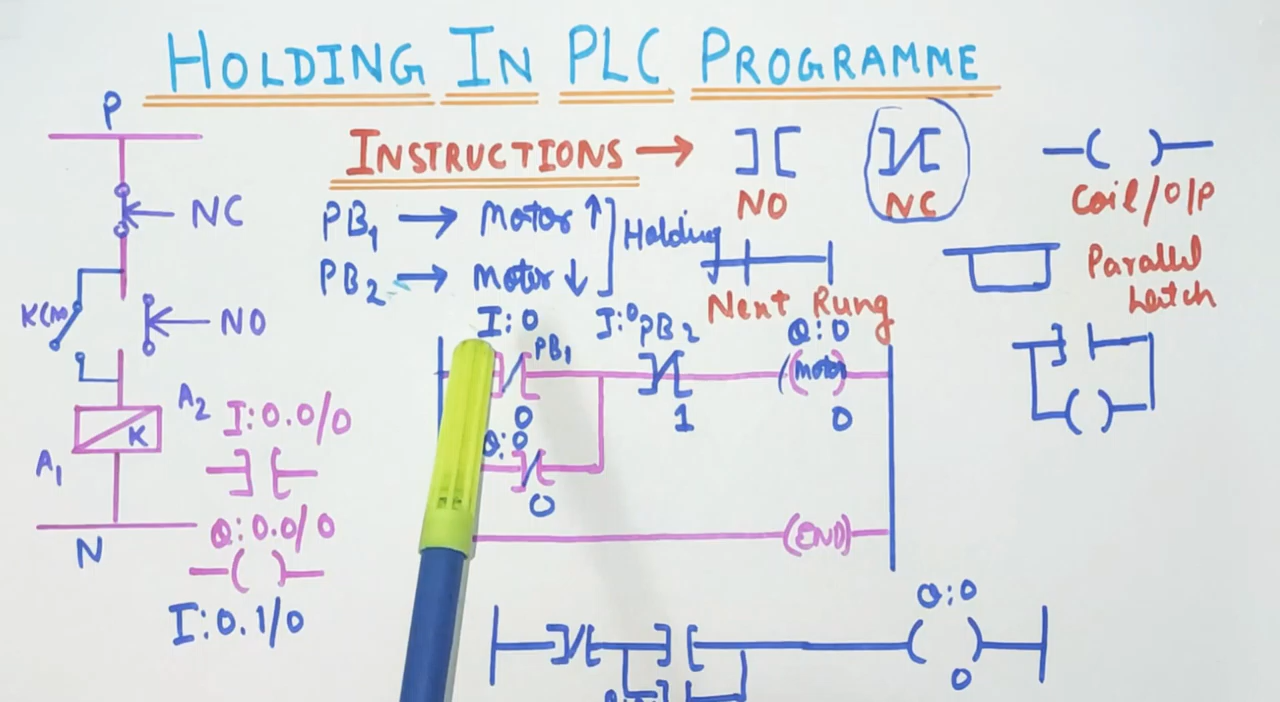 HOLDING IN PLC PROGRAMME
P
INSTRUCTIONS →
NO
NC
Coil/O/P
NC
PB1 → Motor ↑
PB2 → Motor ↓
Holding
Next Rung
Parallel
Latch
NO
I:0
PB1
0
I:0
PB2
1
Q:0
(motor)
0
Q:0
0
K
A2
A1
I:0.0/0
Q:0.0/0
N
I:0.1/0
(END)
Q:0
0